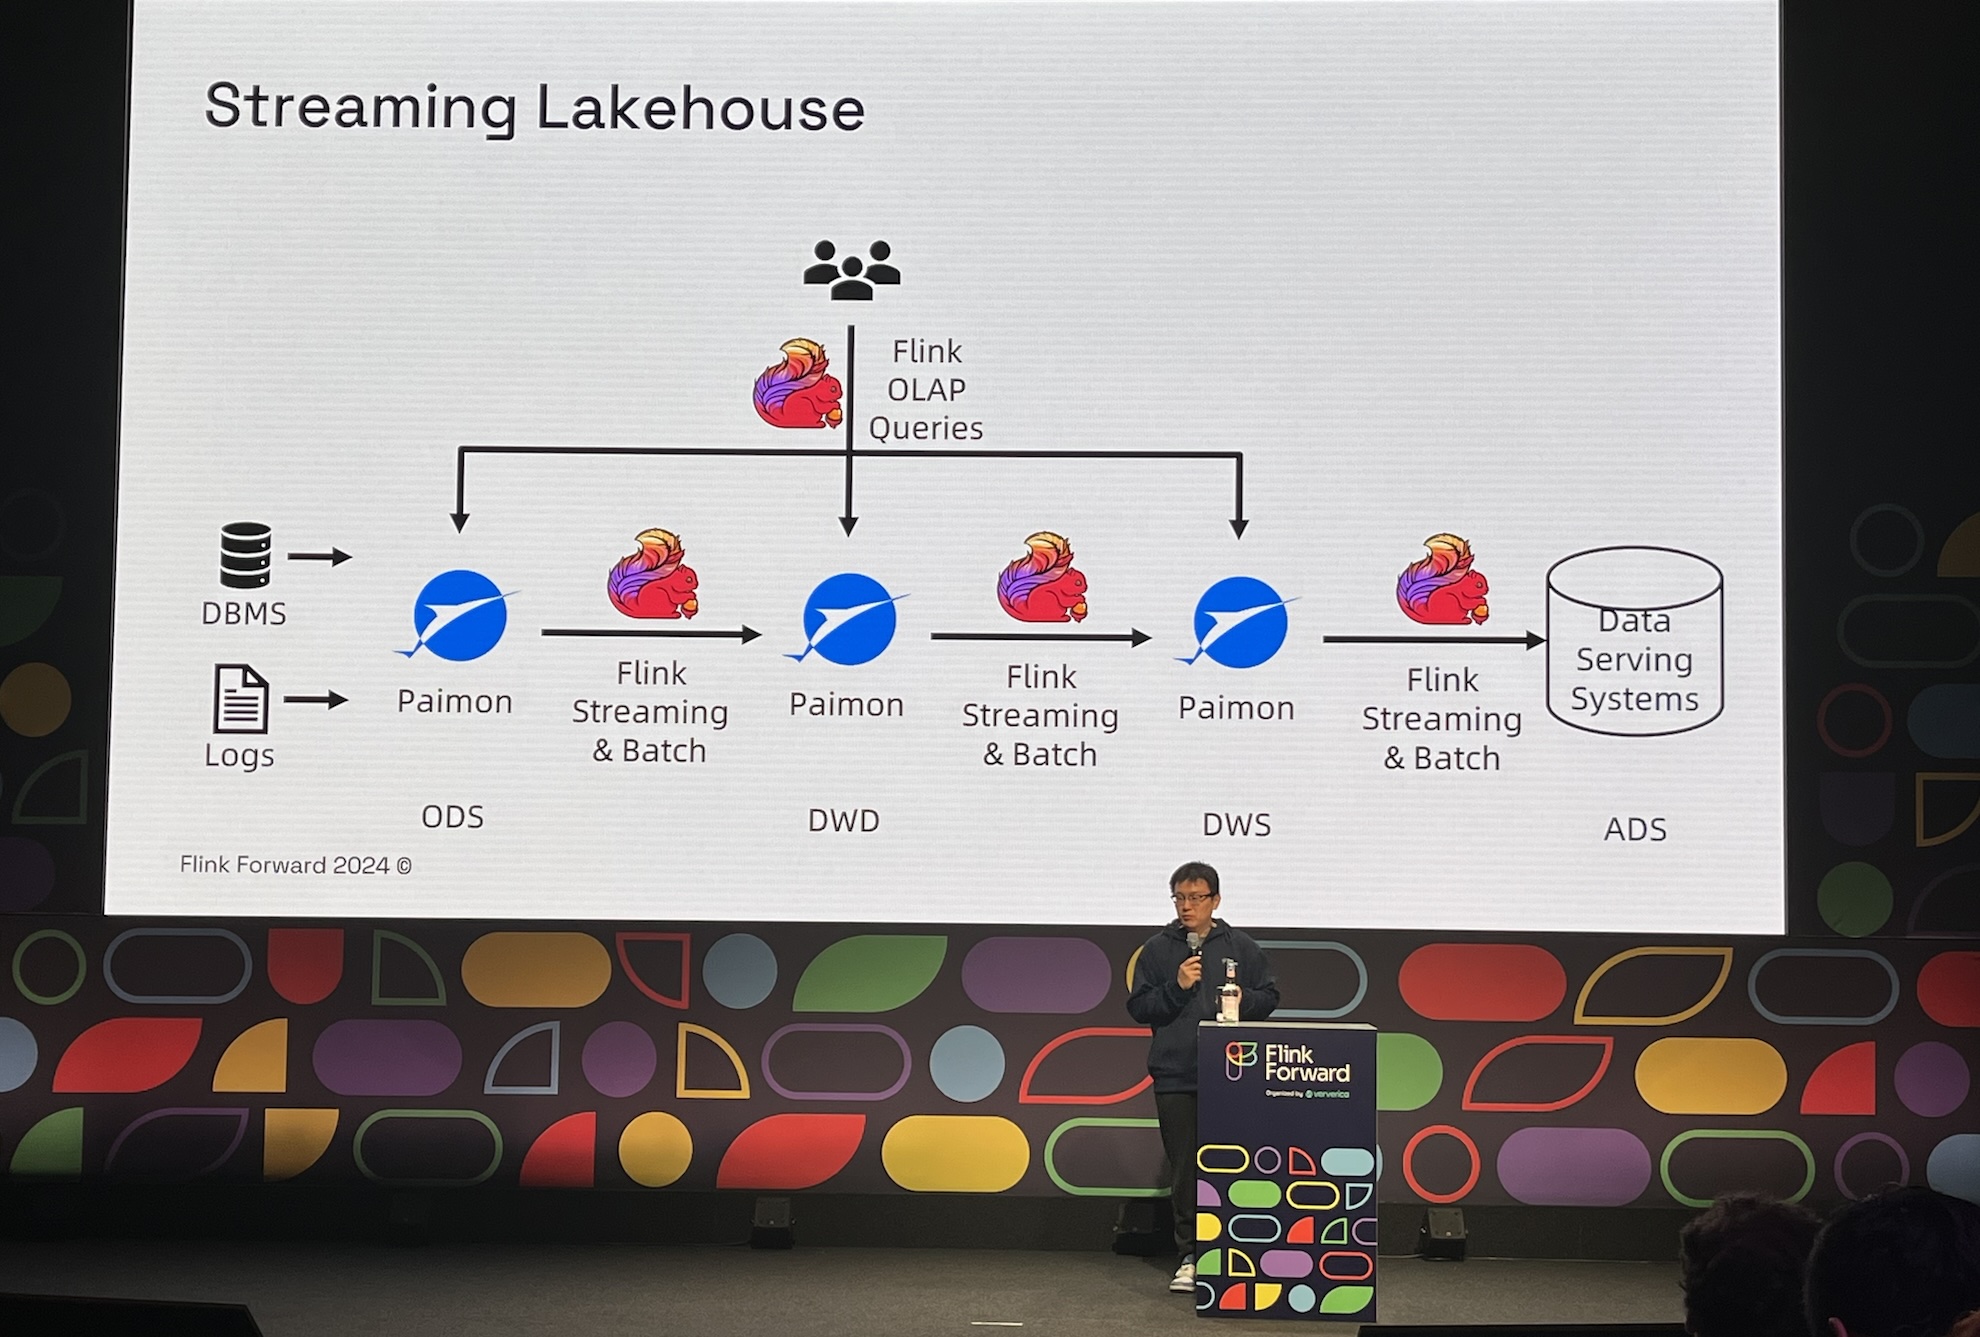 Streaming Lakehouse
Flink
OLAP
Queries
DBMS
Logs
Paimon
Flink
Streaming
& Batch
Paimon
Flink
Streaming
& Batch
Paimon
Flink
Streaming
& Batch
Data
Serving
Systems
ODS
DWD
DWS
ADS
Flink Forward 2024 ©
Flink
Forward
Organized by ververica